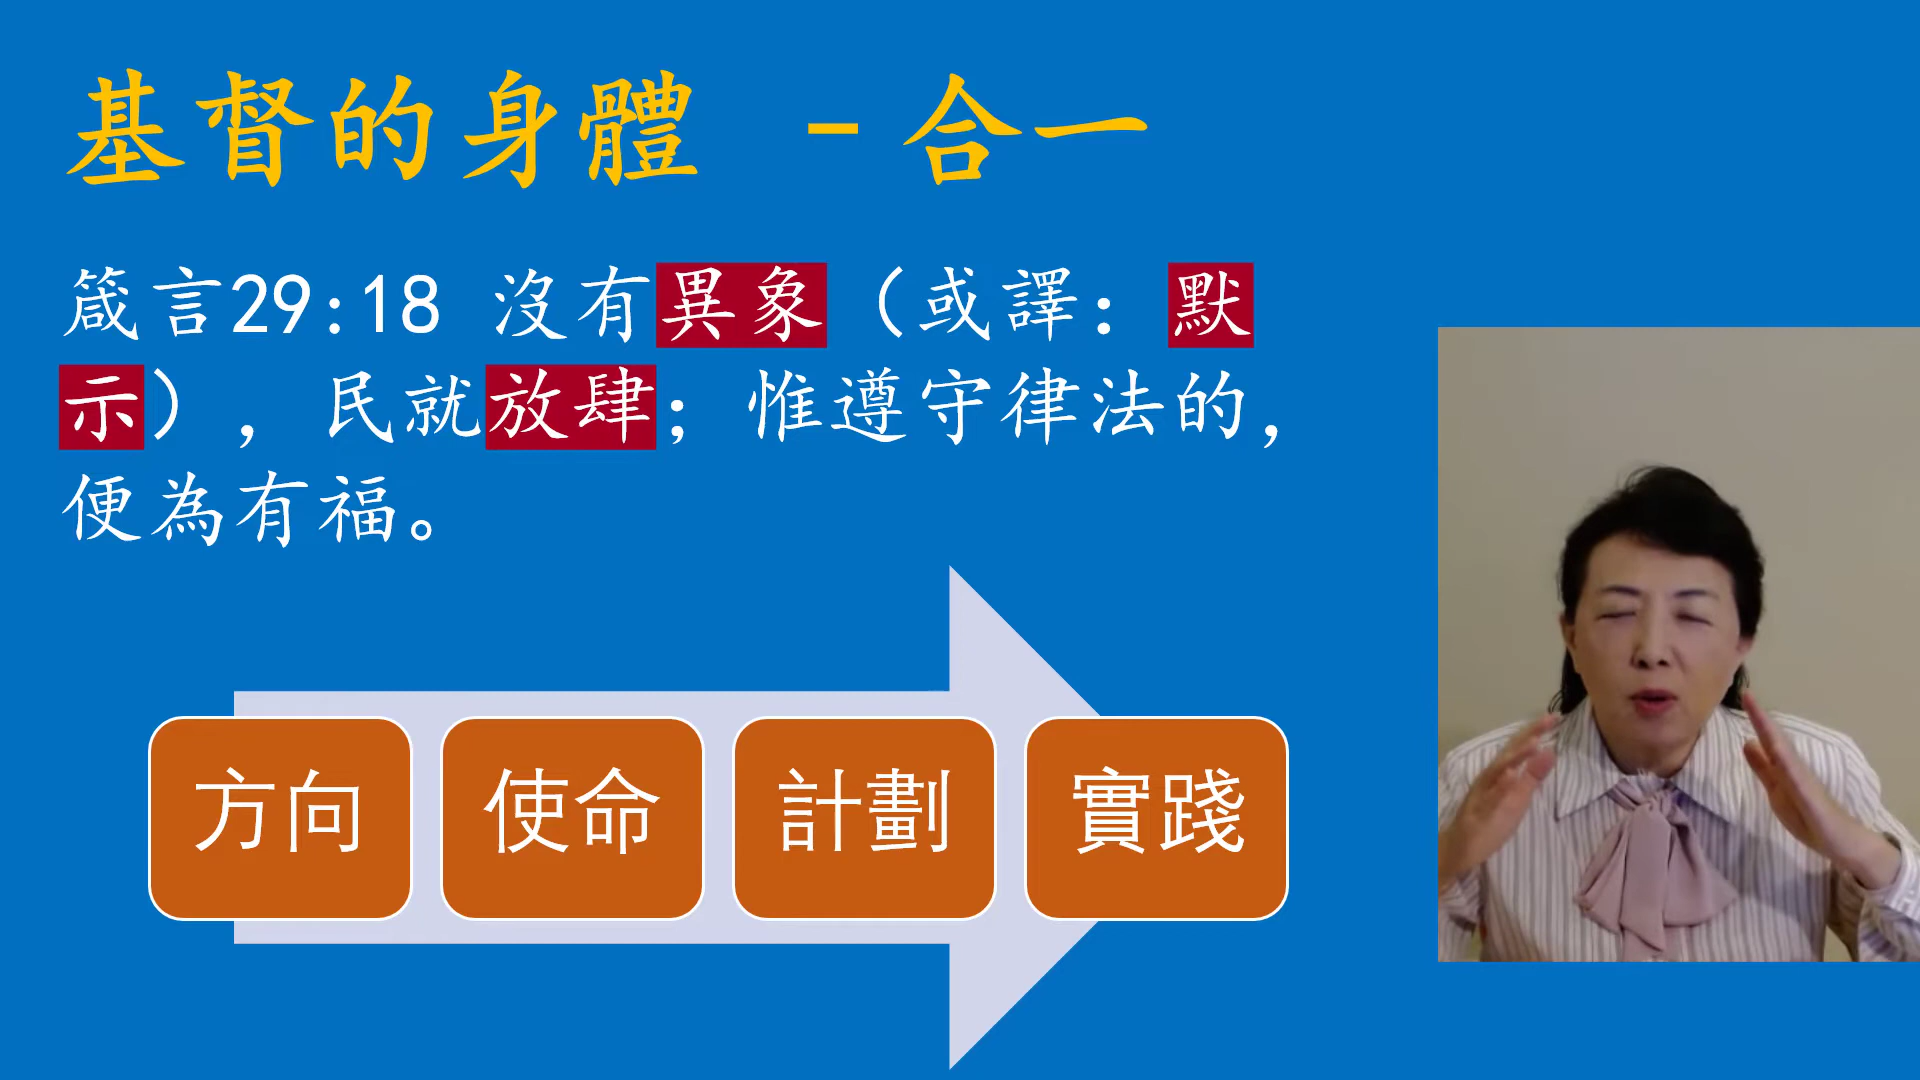 基督的身體 - 合一
箴言29:18 沒有異象（或譯：默
示），民就放肆；惟遵守律法的，
便為有福。
方向 使命 計劃 實踐